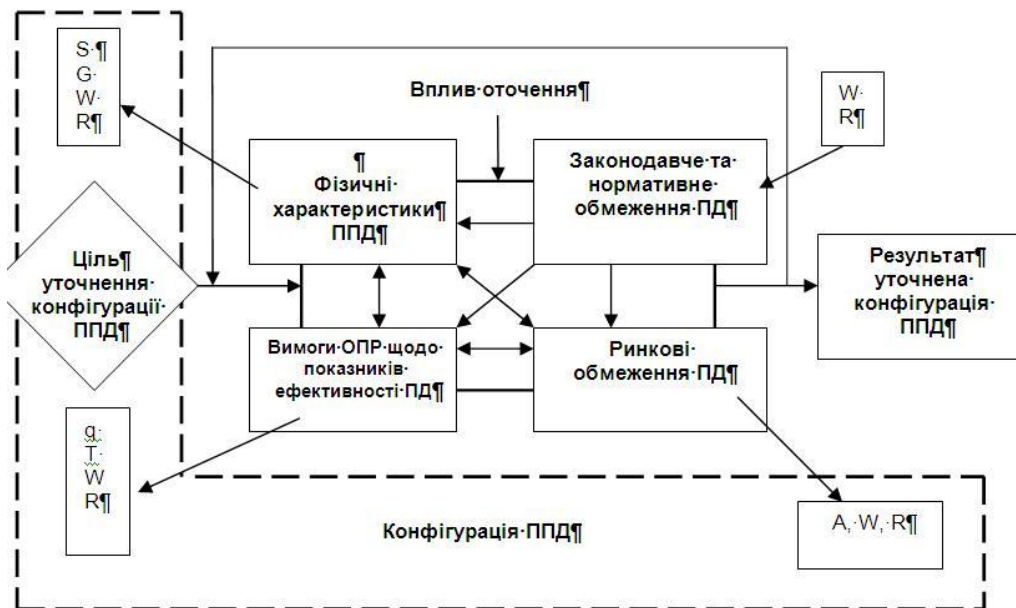 S·¶
G·
W·
R¶
Вплив·оточення¶
W·
R¶
¶
Фізичні·
характеристики¶
ППД¶
Законодавче·та·
нормативне·
обмеження·ПД¶
Ціль¶
уточнення·
конфігурації·
ППД¶
Результат¶
уточнена·
конфігурація·
ППД¶
Вимоги·ОПР·щодо·
показників·
ефективності·ПД¶
Ринкові·
обмеження·ПД¶
q·
T·
W
R¶
Конфігурація·ППД¶
A,·W,·R¶